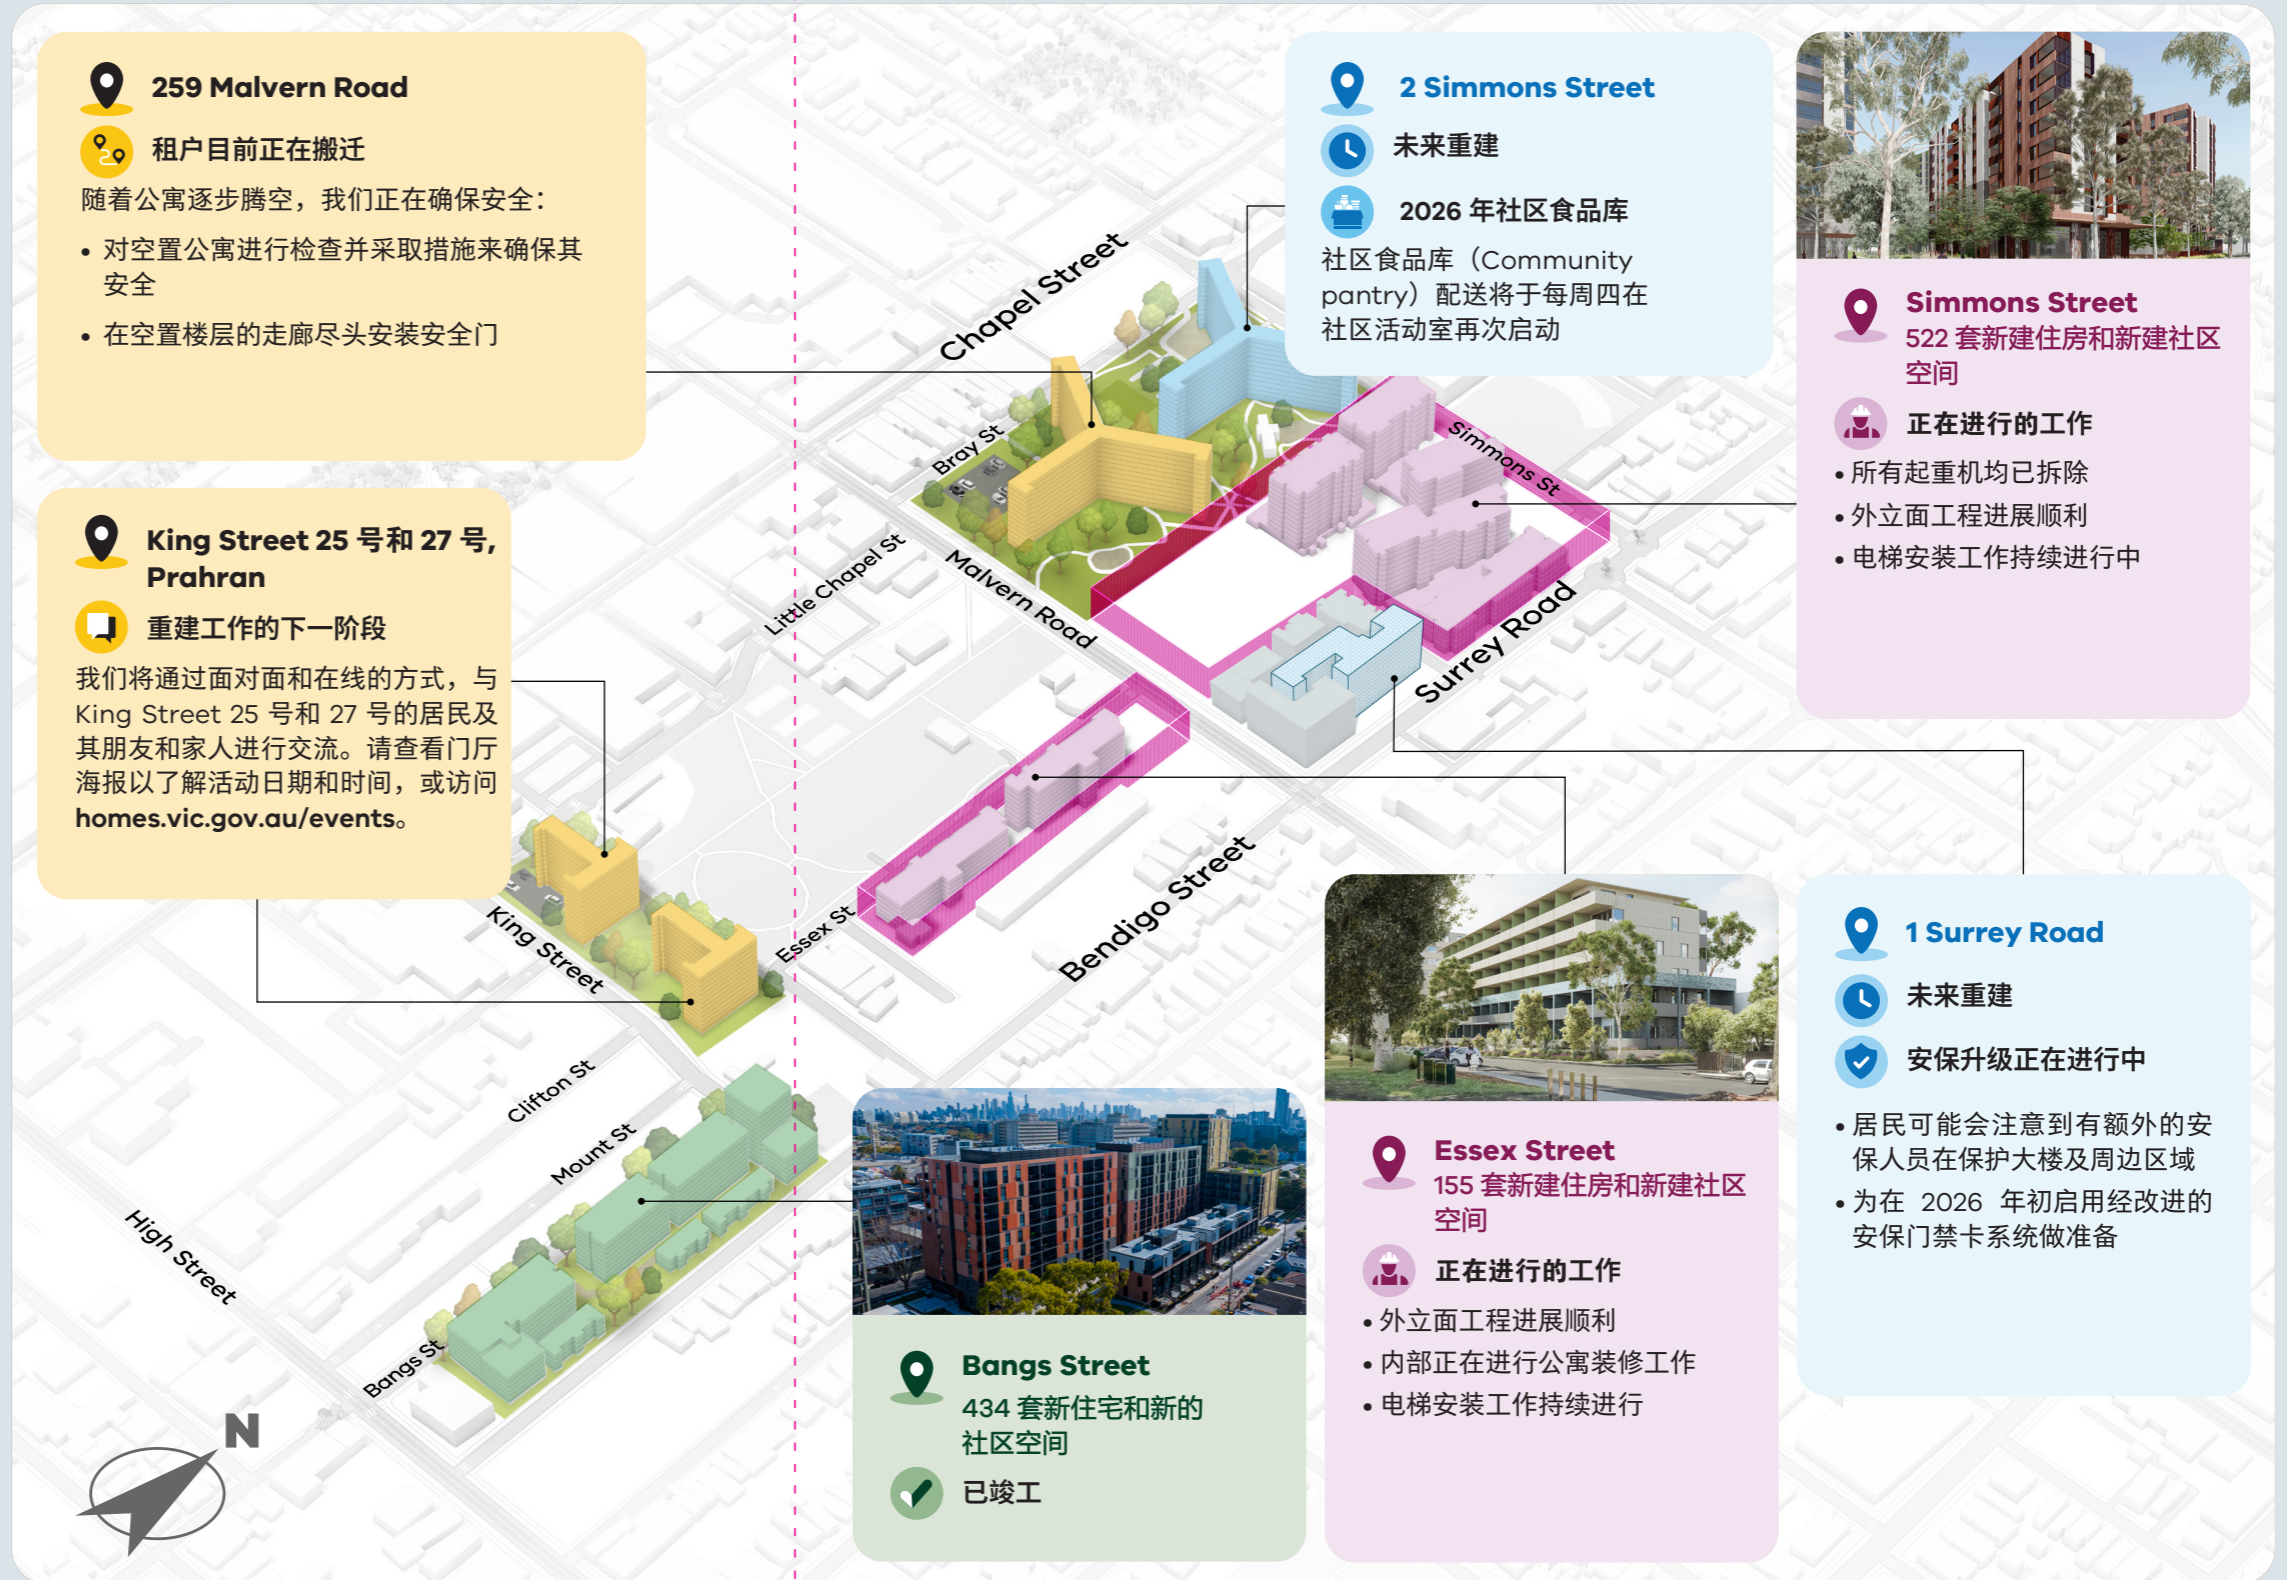 259 Malvern Road
租户目前正在搬迁
随着公寓逐步腾空，我们正在确保安全：
• 对空置公寓进行检查并采取措施来确保其
安全
• 在空置楼层的走廊尽头安装安全门
King Street 25 号和 27 号,
Prahran
重建工作的下一阶段
我们将通过面对面和在线的方式，与
King Street 25 号和 27 号的居民及
其朋友和家人进行交流。请查看门厅
海报以了解活动日期和时间，或访问
homes.vic.gov.au/events。
2 Simmons Street
未来重建
2026 年社区食品库
社区食品库（Community
pantry）配送将于每周四在
社区活动室再次启动
Simmons Street
522 套新建住房和新建社区
空间
正在进行的工作
• 所有起重机均已拆除
• 外立面工程进展顺利
• 电梯安装工作持续进行中
Chapel Street
Bray St
Simmons St
Little Chapel St
Malvern Road
Surrey Road
Essex St
Bendigo Street
King Street
Clifton St
Mount St
High Street
Bangs St
N
Bangs Street
434 套新住宅和新的
社区空间
已竣工
Essex Street
155 套新建住房和新建社区
空间
正在进行的工作
• 外立面工程进展顺利
• 内部正在进行公寓装修工作
• 电梯安装工作持续进行
1 Surrey Road
未来重建
安保升级正在进行中
• 居民可能会注意到有额外的安
保人员在保护大楼及周边区域
• 为在 2026 年初启用经改进的
安保门禁卡系统做准备